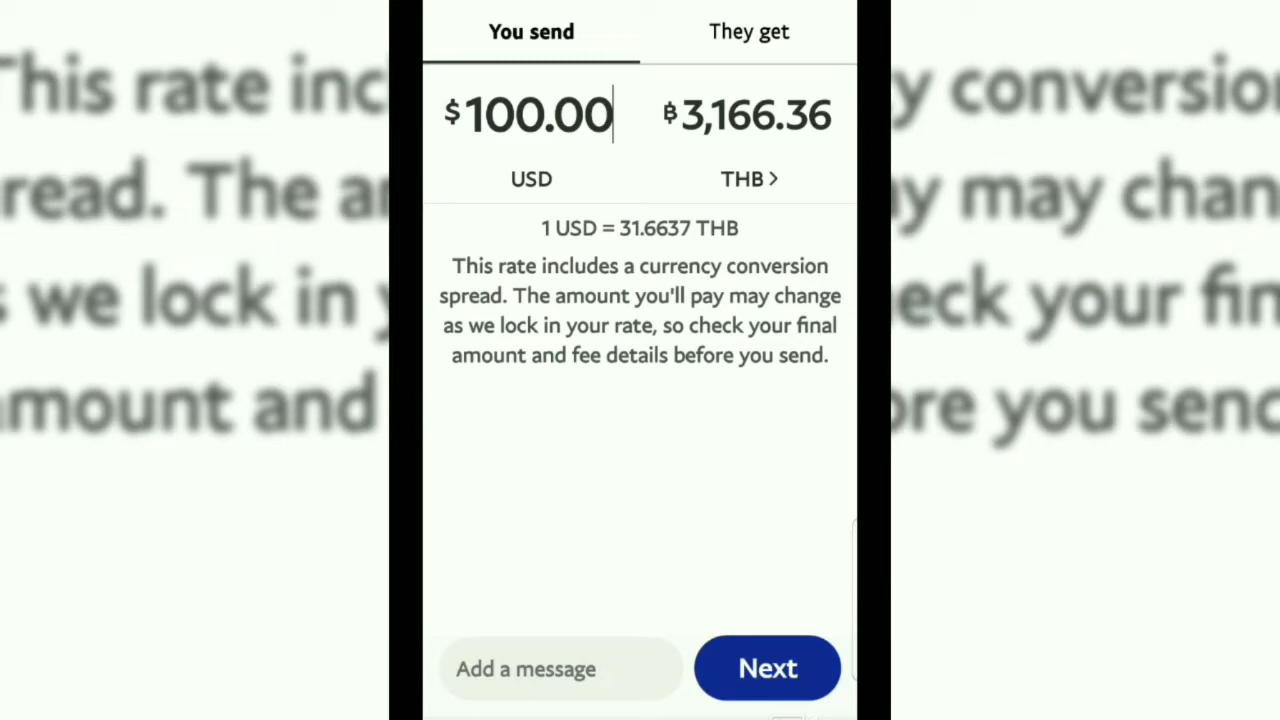 You send
They get
$100.00
฿3,166.36
USD
THB >
1 USD = 31.6637 THB
This rate includes a currency conversion
spread. The amount you'll pay may change
as we lock in your rate, so check your final
amount and fee details before you send.
Add a message
Next